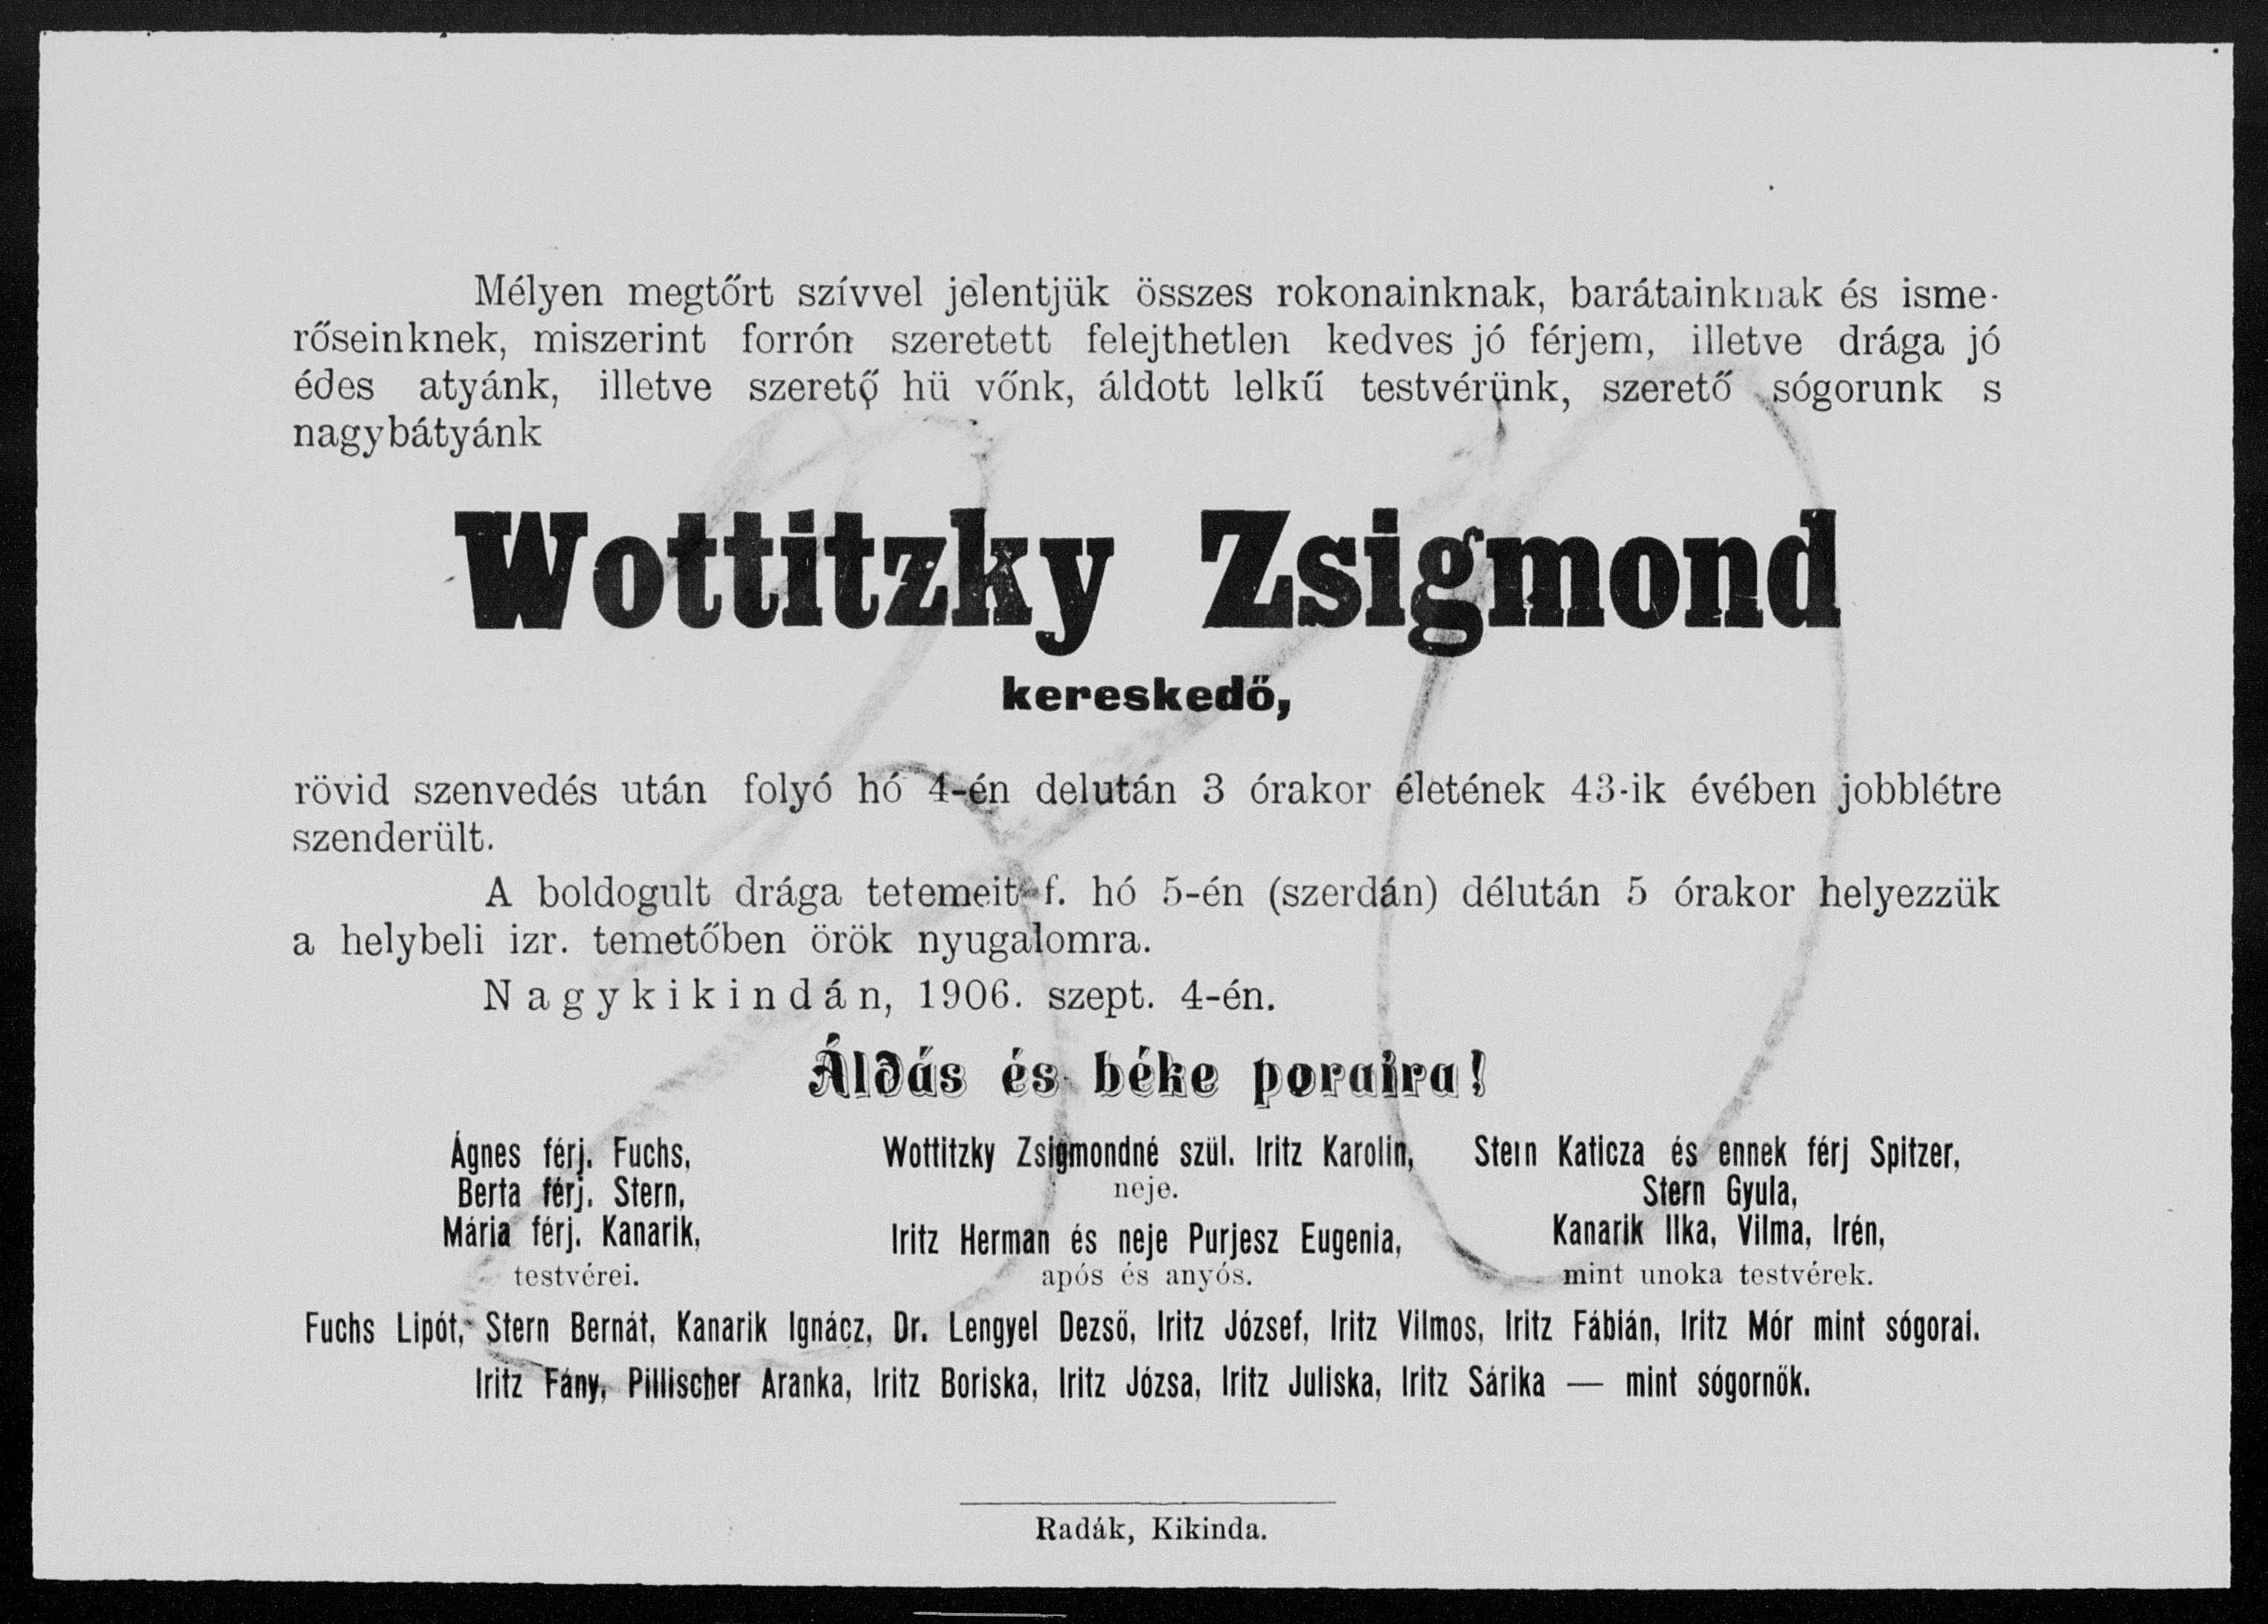 Mélyen megtőrt szívvel jelentjük összes rokonainknak, barátainknak és isme-
rőseinknek, miszerint forrón szeretett felejthetlen kedves jó férjem, illetve drága jó
édes atyánk, illetve szerető hü vőnk, áldott lelkű testvérünk, szerető sógorunk s
nagybátyánk
Wottitzky Zsigmond
kereskedő,
rövid szenvedés után folyó hó 4-én delután 3 órakor életének 43-ik évében jobblétre
szenderült.
A boldogult drága tetemeit f. hó 5-én (szerdán) délután 5 órakor helyezzük
a helybeli izr. temetőben örök nyugalomra.
Nagykikindán, 1906. szept. 4-én.
Áldás és béke poraira!
Ágnes férj. Fuchs,
Berta férj. Stern,
Mária férj. Kanarik,
testvérei.
Wottitzky Zsigmondné szül. Iritz Karolin,
neje.
Iritz Herman és neje Purjesz Eugenia,
após és anyós.
Stern Katicza és ennek férj Spitzer,
Stern Gyula,
Kanarik Ilka, Vilma, Irén,
mint unoka testvérek.
Fuchs Lipót, Stern Bernát, Kanarik Ignácz, Dr. Lengyel Dezső, Iritz József, Iritz Vilmos, Iritz Fábián, Iritz Mór mint sógorai.
Iritz Fány, Pillischer Aranka, Iritz Boriska, Iritz Józsa, Iritz Juliska, Iritz Sárika — mint sógornők.
Radák, Kikinda.